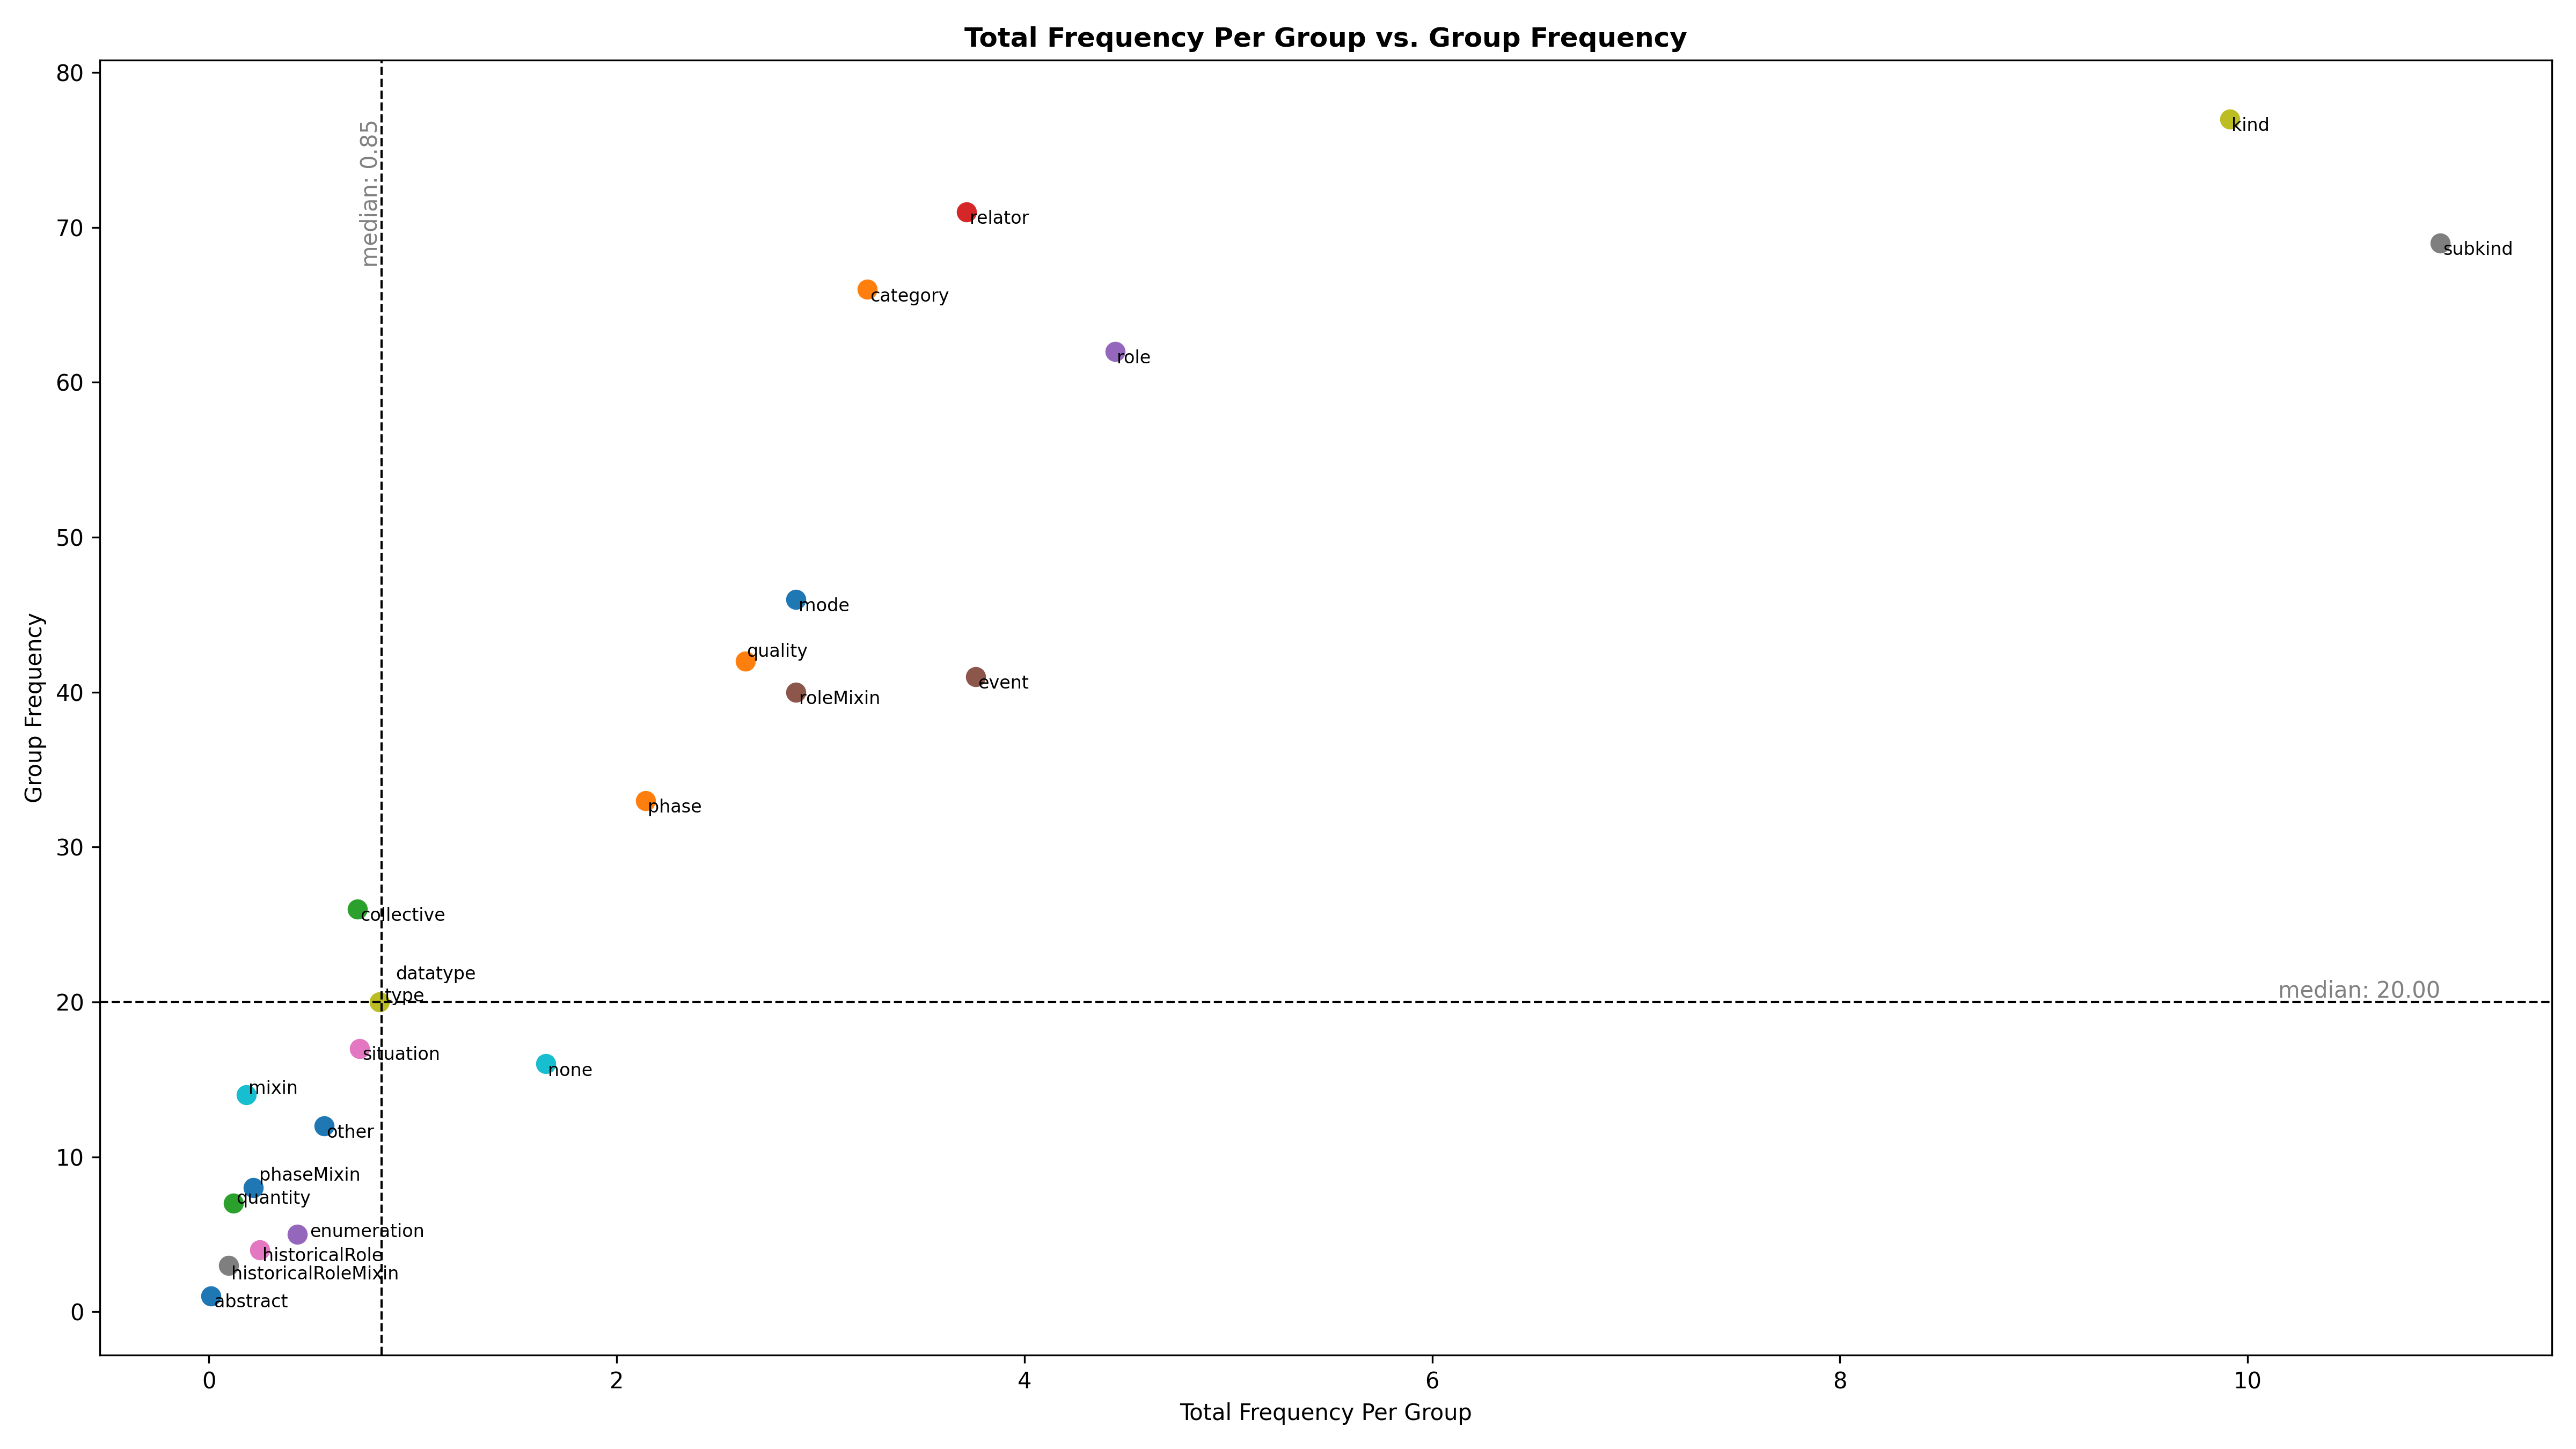 Total Frequency Per Group vs. Group Frequency
80
70
60
50
40
30
20
10
0
Group Frequency
median: 0.85
kind
relator
subkind
category
role
mode
quality
event
roleMixin
phase
collective
datatype
type
median: 20.00
situation
none
mixin
other
phaseMixin
quantity
enumeration
historicalRole
historicalRoleMixin
abstract
0
2
4
6
8
10
Total Frequency Per Group